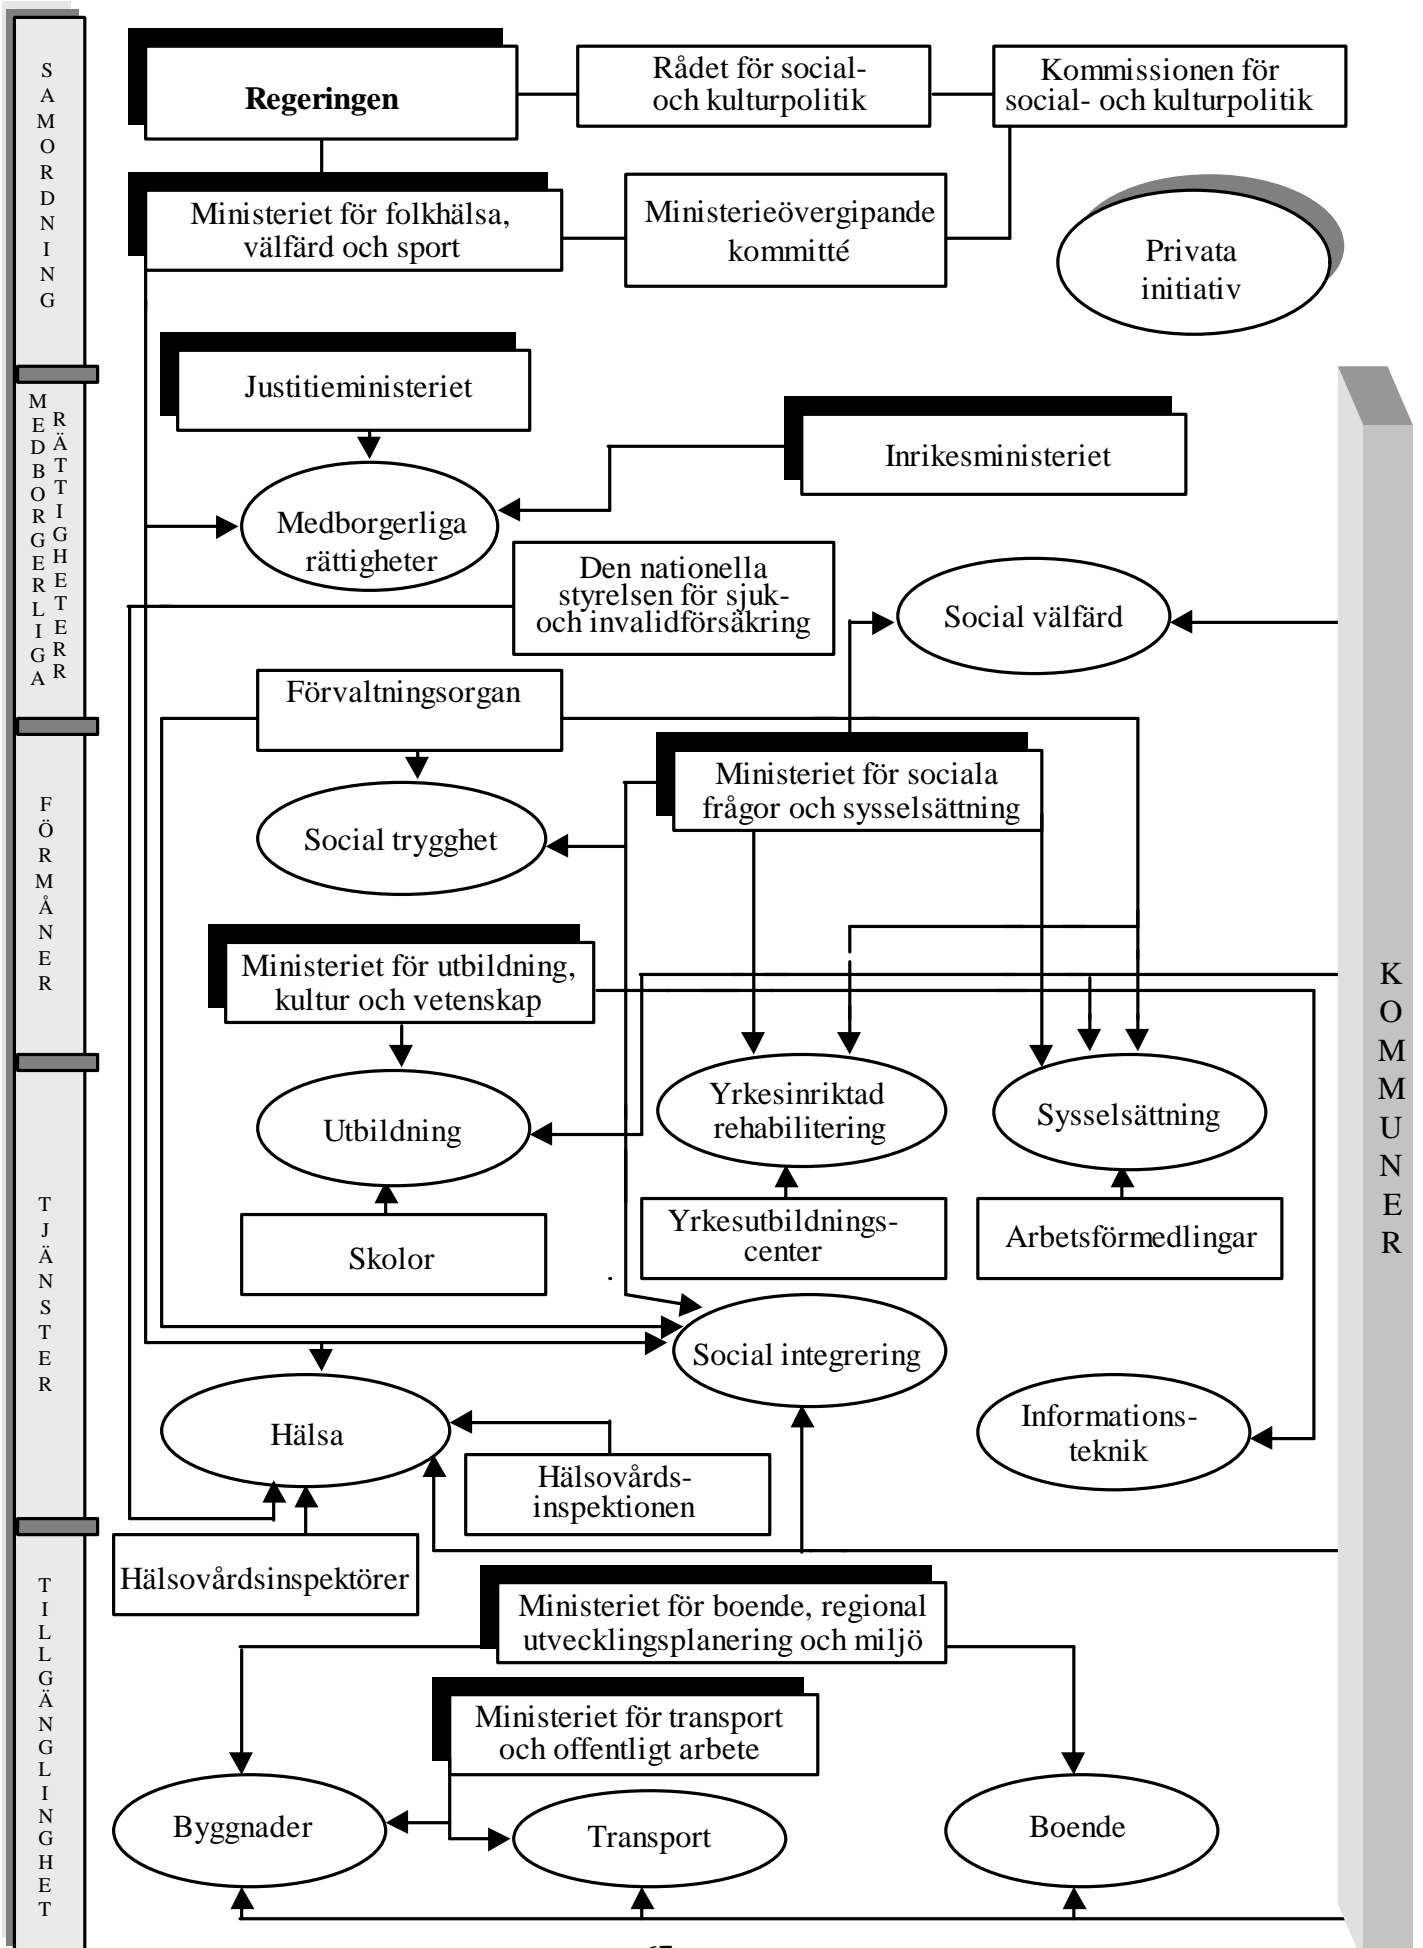 SAMORDNING
Regeringen
Rådet för social-
och kulturpolitik
Kommissionen för
social- och kulturpolitik
Ministeriet för folkhälsa,
välfärd och sport
Ministerieövergipande
kommitté
Privata
initiativ
MEDBORGERLIGA
RÄTTIGHETERR
Justitieministeriet
Inrikesministeriet
Medborgerliga
rättigheter
Den nationella
styrelsen för sjuk-
och invalidförsäkring
Social välfärd
Förvaltningsorgan
FÖRMÅNER
Ministeriet för sociala
frågor och sysselsättning
Social trygghet
Ministeriet för utbildning,
kultur och vetenskap
KOMMUNER
TJÄNSTER
Utbildning
Yrkesinriktad
rehabilitering
Sysselsättning
Skolor
Yrkesutbildnings-
center
Arbetsförmedlingar
Social integrering
Hälsa
Informations-
teknik
Hälsovårds-
inspektionen
Hälsovårdsinspektörer
TILLGÄNGLINGHET
Ministeriet för boende, regional
utvecklingsplanering och miljö
Ministeriet för transport
och offentligt arbete
Byggnader
Transport
Boende